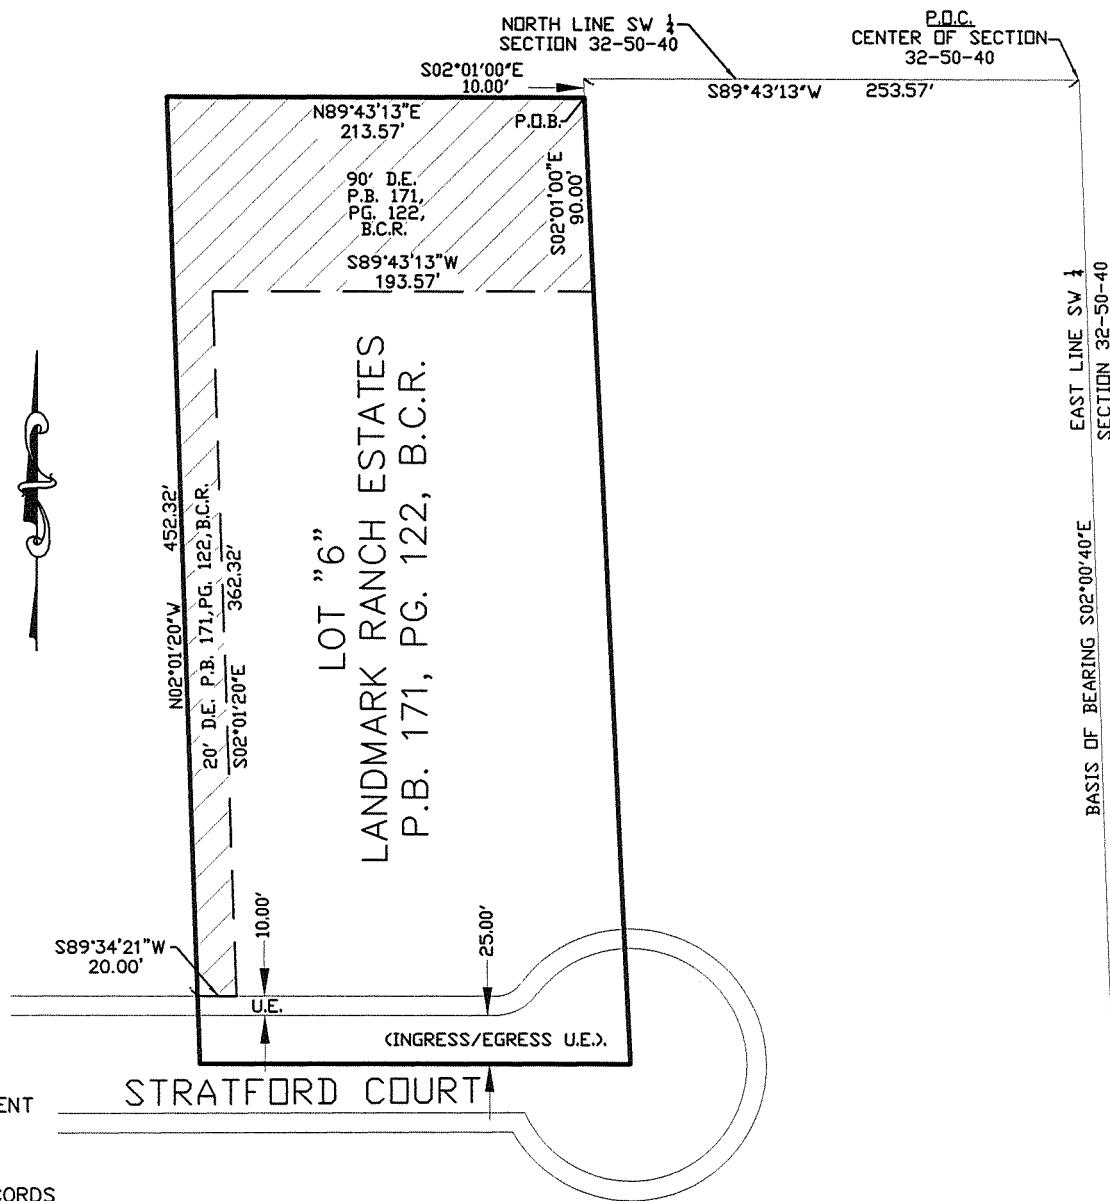 NORTH LINE SW ¼
SECTION 32-50-40
P.O.C.
CENTER OF SECTION
32-50-40
S02°01'00"E
10.00'
S89°43'13"W 253.57'
N89°43'13"E
213.57'
P.O.B.
90' D.E.
P.B. 171,
PG. 122,
B.C.R.
S02°01'00"E
90.00'
S89°43'13"W
193.57'
EAST LINE SW ¼
SECTION 32-50-40
BASIS OF BEARING S02°00'40"E
LOT "6"
LANDMARK RANCH ESTATES
P.B. 171, PG. 122, B.C.R.
N02°01'20"W 452.32'
20' D.E. P.B. 171, PG. 122, B.C.R.
S02°01'20"E 362.32'
S89°34'21"W
20.00'
10.00'
25.00'
U.E.
(INGRESS/EGRESS U.E.).
STRATFORD COURT
ENT
CORDS